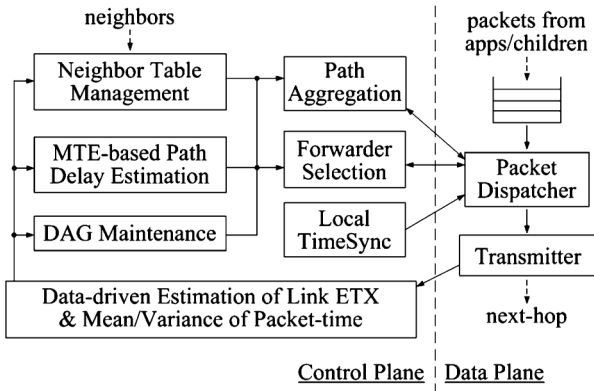 neighbors
packets from
apps/children
Neighbor Table
Management
Path
Aggregation
MTE-based Path
Delay Estimation
Forwarder
Selection
Packet
Dispatcher
DAG Maintenance
Local
TimeSync
Transmitter
Data-driven Estimation of Link ETX
& Mean/Variance of Packet-time
next-hop
Control Plane
Data Plane